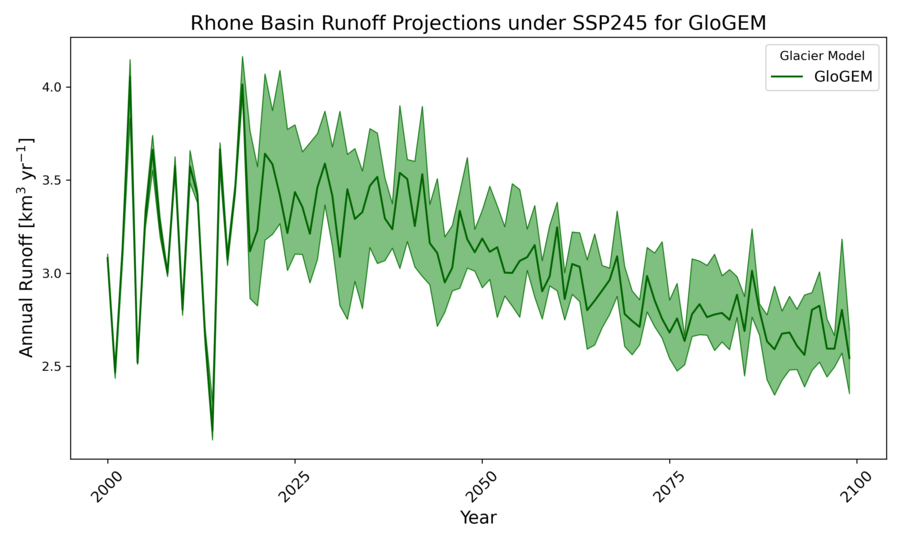 Rhone Basin Runoff Projections under SSP245 for GloGEM
Glacier Model
GloGEM
4.0
3.5
3.0
2.5
Annual Runoff [km³ yr⁻¹]
2000
2025
2050
2075
2100
Year